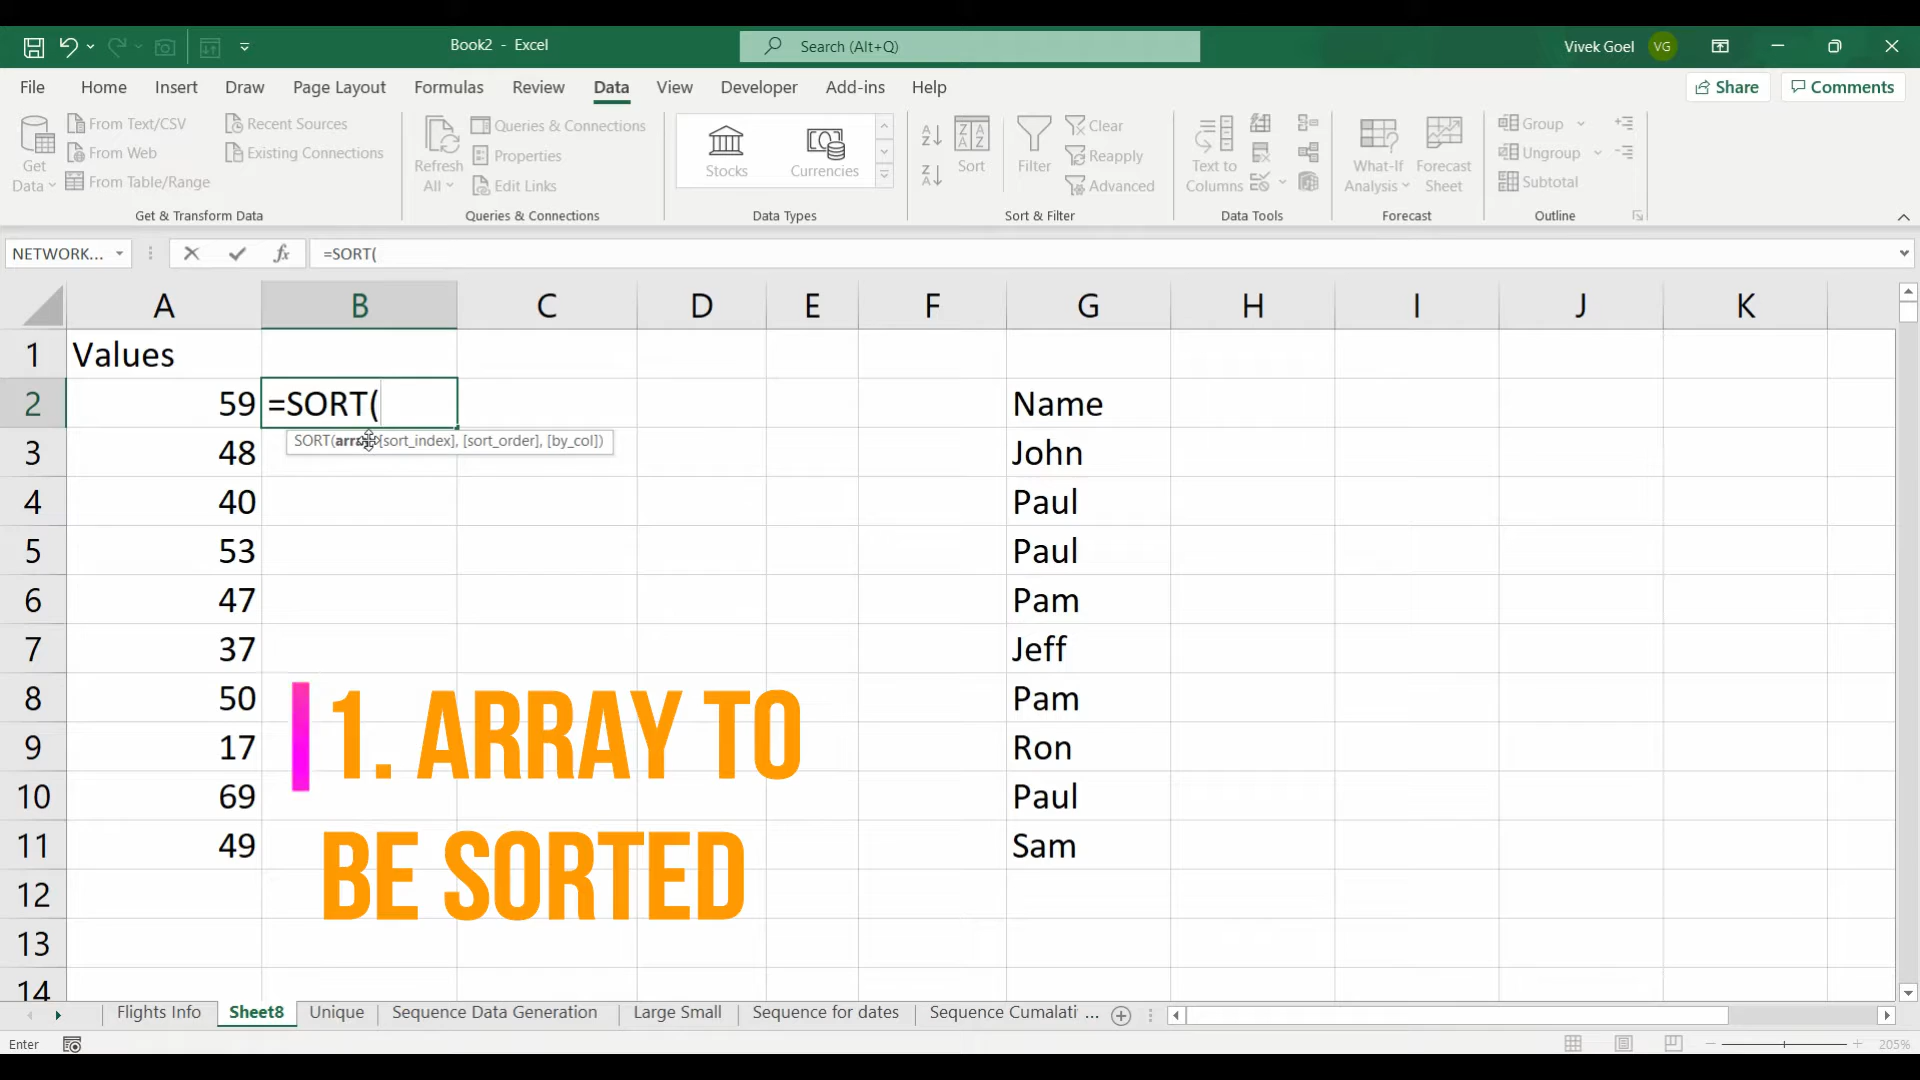 Book2 - Excel
Search (Alt+Q)
Vivek Goel VG
File Home Insert Draw Page Layout Formulas Review Data View Developer Add-ins Help Share Comments
Get Data
From Text/CSV
From Web
From Table/Range
Recent Sources
Existing Connections
Get & Transform Data
Refresh All
Queries & Connections
Properties
Edit Links
Queries & Connections
Stocks
Currencies
Data Types
Sort
Filter
Clear
Reapply
Advanced
Sort & Filter
Text to Columns
Data Tools
What-If Analysis
Forecast Sheet
Forecast
Group
Ungroup
Subtotal
Outline
NETWORK... fx =SORT(
A B C D E F G H I J K
1 Values
2 59 =SORT( Name
SORT(array, [sort_index], [sort_order], [by_col])
3 48 John
4 40 Paul
5 53 Paul
6 47 Pam
7 37 Jeff
8 50 Pam
9 17 Ron
10 69 Paul
11 49 Sam
12
13
14
1. ARRAY TO
BE SORTED
Flights Info Sheet8 Unique Sequence Data Generation Large Small Sequence for dates Sequence Cumalati ...
Enter 205%